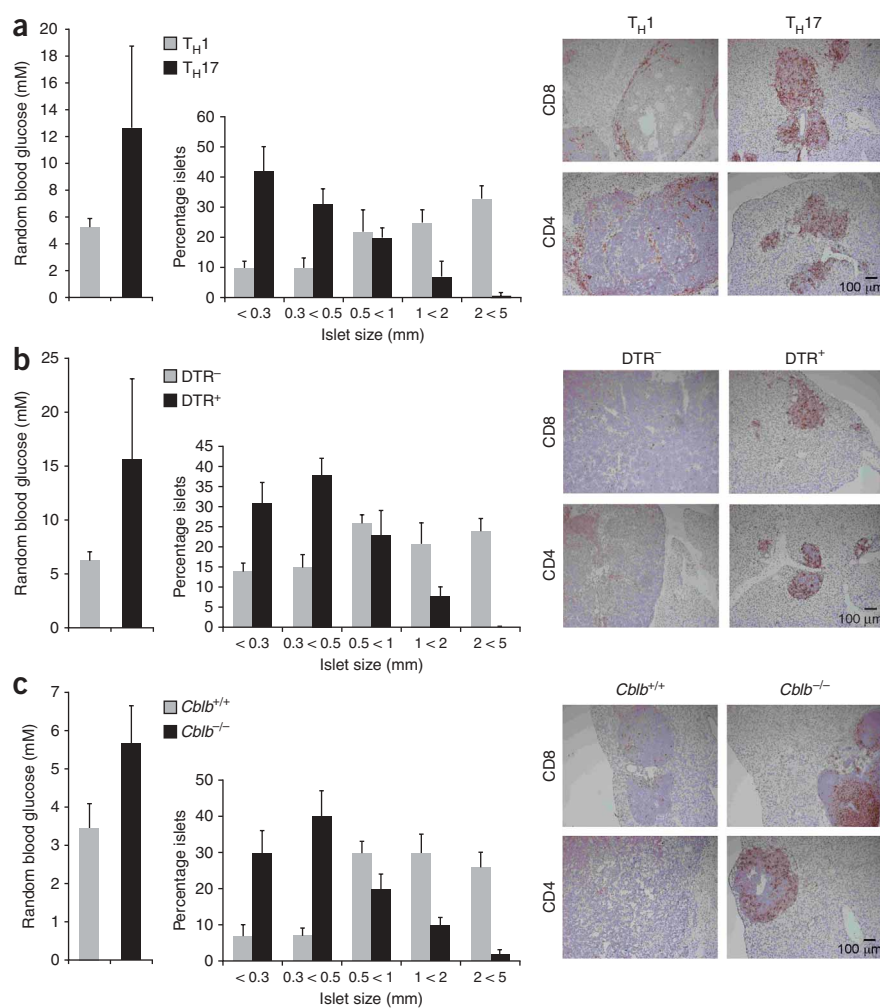 a
Random blood glucose (mM)
20
18
16
14
12
10
8
6
4
2
0
T_H1
T_H17
Percentage islets
60
50
40
30
20
10
0
< 0.3 0.3 < 0.5 0.5 < 1 1 < 2 2 < 5
Islet size (mm)
T_H1 T_H17
CD8
CD4
100 μm
b
Random blood glucose (mM)
25
20
15
10
5
0
DTR⁻
DTR⁺
Percentage islets
45
40
35
30
25
20
15
10
5
0
< 0.3 0.3 < 0.5 0.5 < 1 1 < 2 2 < 5
Islet size (mm)
DTR⁻ DTR⁺
CD8
CD4
100 μm
c
Random blood glucose (mM)
7
6
5
4
3
2
1
0
Cblb⁺/⁺
Cblb⁻/⁻
Percentage islets
50
40
30
20
10
0
< 0.3 0.3 < 0.5 0.5 < 1 1 < 2 2 < 5
Islet size (mm)
Cblb⁺/⁺ Cblb⁻/⁻
CD8
CD4
100 μm